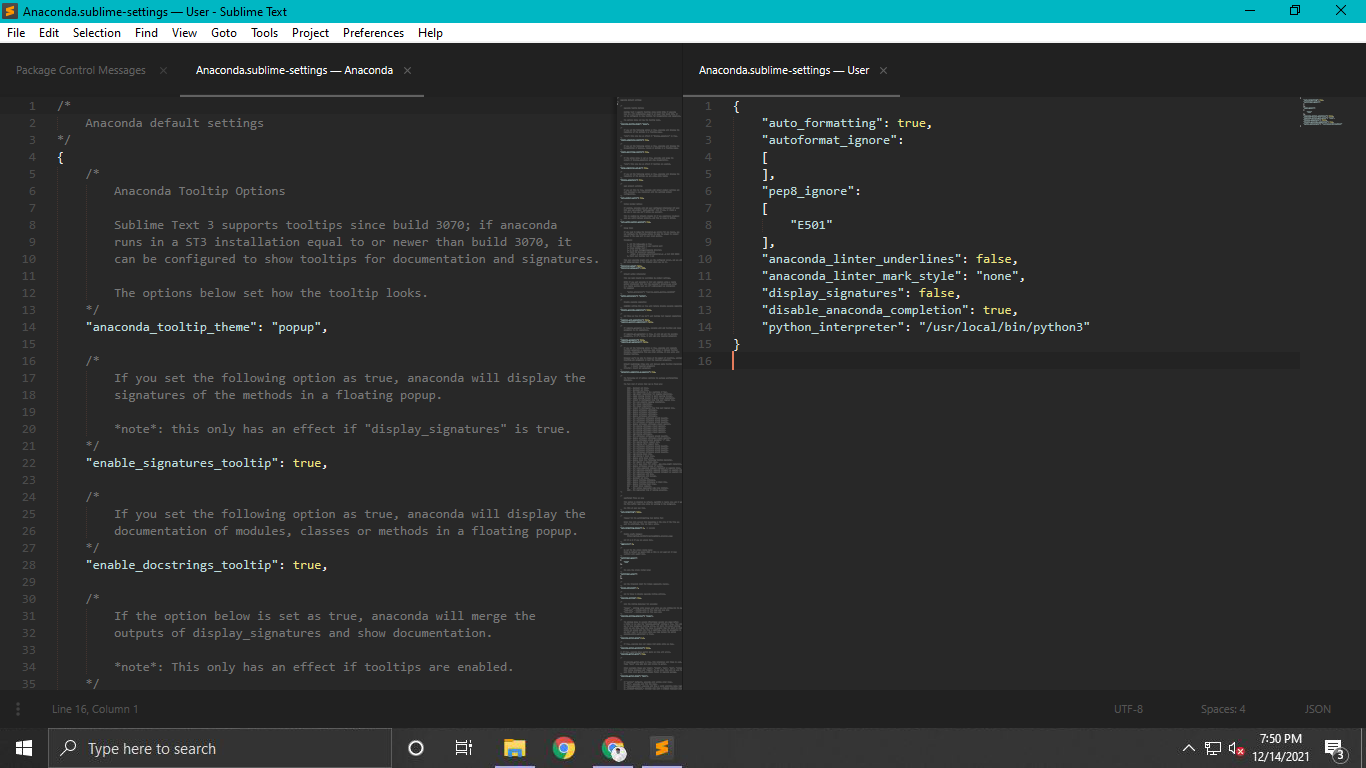 Anaconda.sublime-settings — User - Sublime Text
File Edit Selection Find View Goto Tools Project Preferences Help
Package Control Messages
Anaconda.sublime-settings — Anaconda
1 /*
2 Anaconda default settings
3 */
4 {
5 /*
6 Anaconda Tooltip Options
7
8 Sublime Text 3 supports tooltips since build 3070; if anaconda
9 runs in a ST3 installation equal to or newer than build 3070, it
10 can be configured to show tooltips for documentation and signatures.
11
12 The options below set how the tooltip looks.
13 */
14 "anaconda_tooltip_theme": "popup",
15
16 /*
17 If you set the following option as true, anaconda will display the
18 signatures of the methods in a floating popup.
19
20 *note*: this only has an effect if "display_signatures" is true.
21 */
22 "enable_signatures_tooltip": true,
23
24 /*
25 If you set the following option as true, anaconda will display the
26 documentation of modules, classes or methods in a floating popup.
27 */
28 "enable_docstrings_tooltip": true,
29
30 /*
31 If the option below is set as true, anaconda will merge the
32 outputs of display_signatures and show documentation.
33
34 *note*: This only has an effect if tooltips are enabled.
35 */
Anaconda.sublime-settings — User
1 {
2 "auto_formatting": true,
3 "autoformat_ignore":
4 [
5 ],
6 "pep8_ignore":
7 [
8 "E501"
9 ],
10 "anaconda_linter_underlines": false,
11 "anaconda_linter_mark_style": "none",
12 "display_signatures": false,
13 "disable_anaconda_completion": true,
14 "python_interpreter": "/usr/local/bin/python3"
15 }
16
Line 16, Column 1
UTF-8
Spaces: 4
JSON
Type here to search
7:50 PM
12/14/2021
3